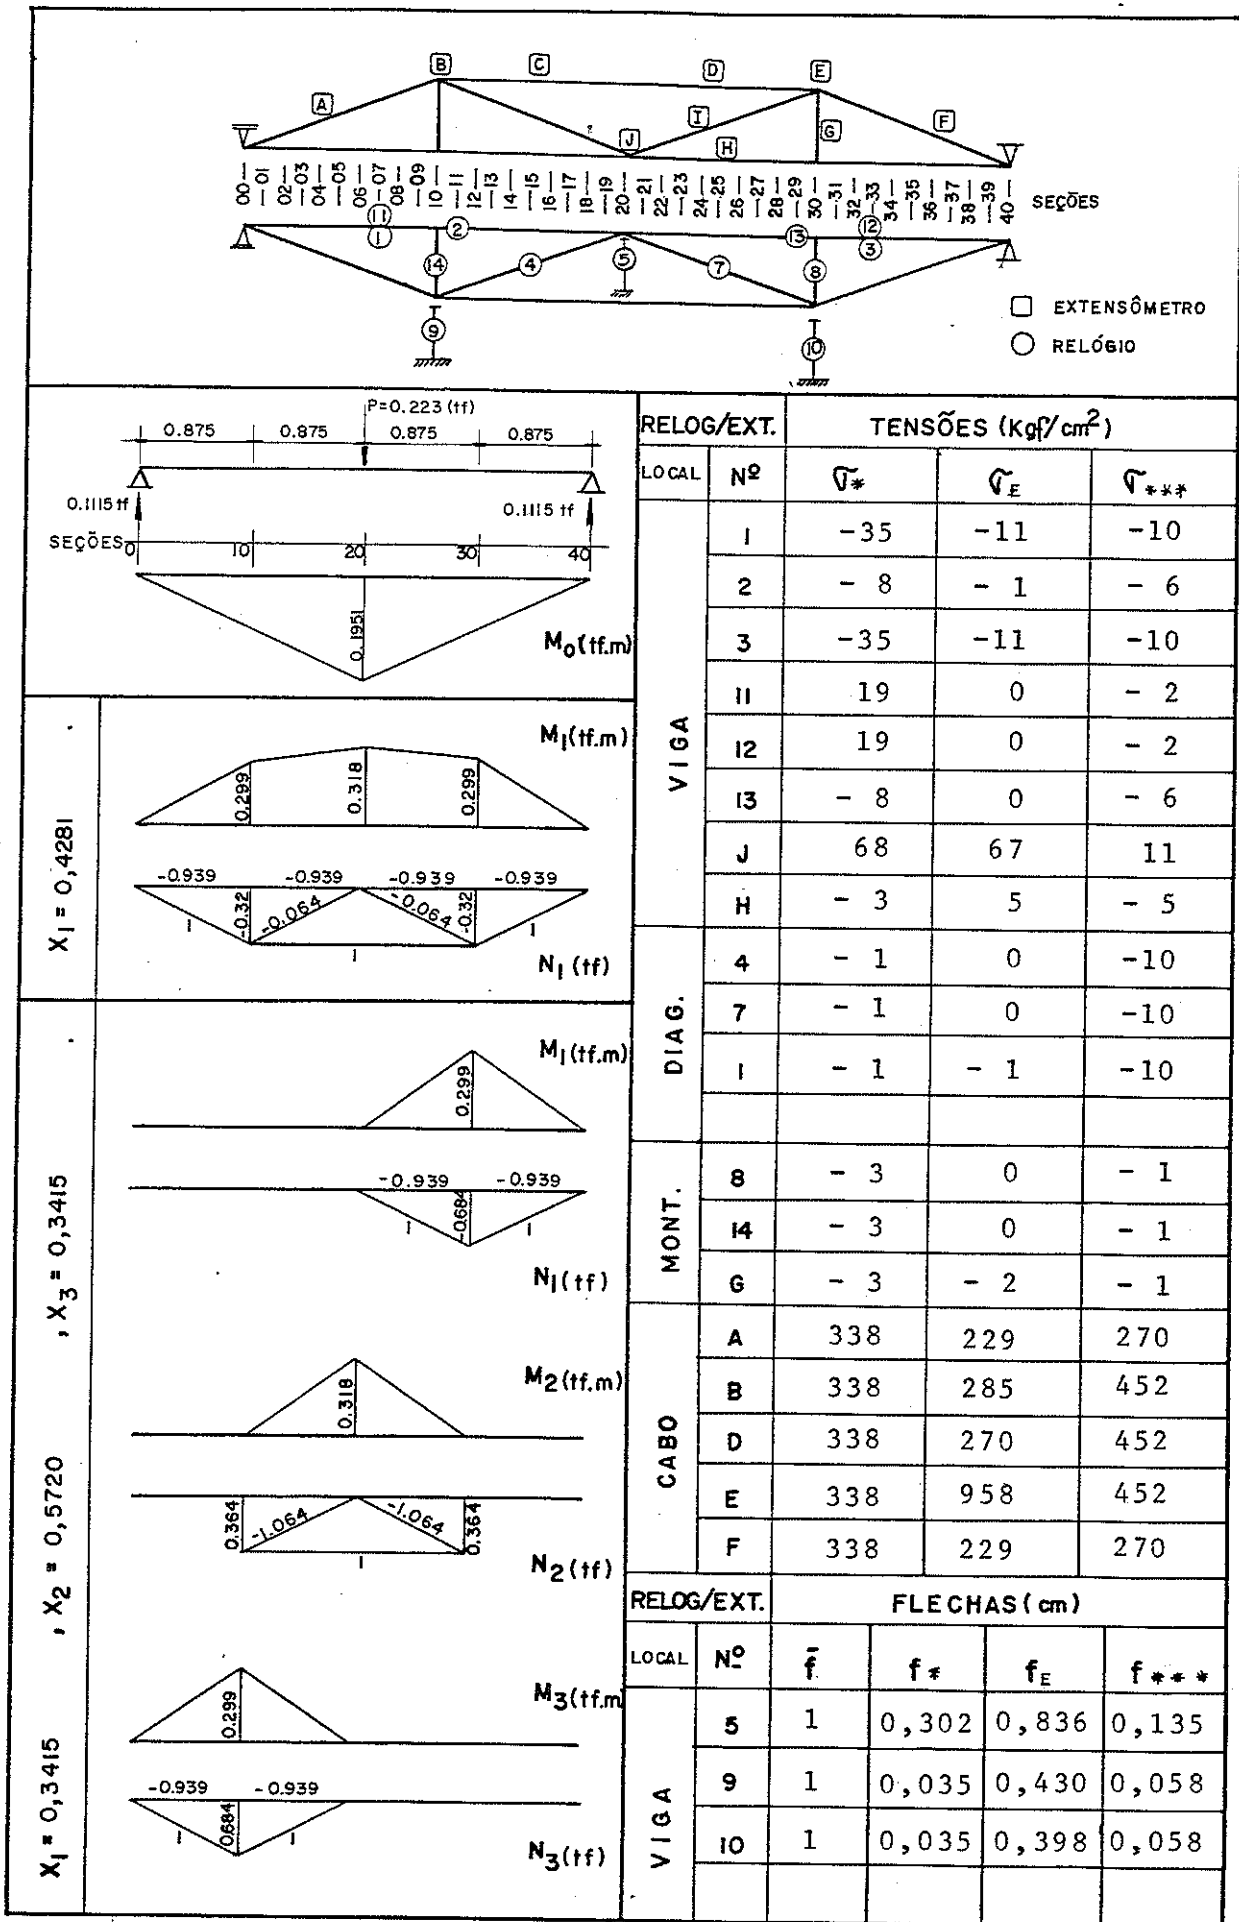 B C D E
A I F
J H G
00 01 02 03 04 05 06 07 08 09 10 11 12 13 14 15 16 17 18 19 20 21 22 23 24 25 26 27 28 29 30 31 32 33 34 35 36 37 38 39 40 SEÇÕES
11 12
1 2 13 3
14 4 5 7 8
9 10
□ EXTENSÔMETRO
○ RELÓGIO
P=0.223 (tf)
0.875 0.875 0.875 0.875
0.1115 tf 0.1115 tf
SEÇÕES 0 10 20 30 40
0.1951
M0(tf.m)
X1 = 0,4281
M1(tf.m)
0.299 0.318 0.299
-0.939 -0.939 -0.939 -0.939
-0.32 -0.064 -0.064 -0.32
1 1
1
N1(tf)
X1 = 0,3415 , X2 = 0,5720 , X3 = 0,3415
M1(tf.m)
0.299
-0.939 -0.939
1 -0.684 1
N1(tf)
M2(tf.m)
0.318
0.364 -1.064 -1.064 0.364
1
N2(tf)
M3(tf.m
0.299
-0.939 -0.939
1 0.684 1
N3(tf)
RELOG/EXT. TENSÕES (Kgf/cm²)
LOCAL Nº σ* σE σ***
VIGA
1 -35 -11 -10
2 - 8 - 1 - 6
3 -35 -11 -10
11 19 0 - 2
12 19 0 - 2
13 - 8 0 - 6
J 68 67 11
H - 3 5 - 5
DIAG.
4 - 1 0 -10
7 - 1 0 -10
I - 1 - 1 -10
MONT.
8 - 3 0 - 1
14 - 3 0 - 1
G - 3 - 2 - 1
CABO
A 338 229 270
B 338 285 452
D 338 270 452
E 338 958 452
F 338 229 270
RELOG/EXT. FLECHAS (cm)
LOCAL Nº f̄ f* fE f***
VIGA
5 1 0,302 0,836 0,135
9 1 0,035 0,430 0,058
10 1 0,035 0,398 0,058